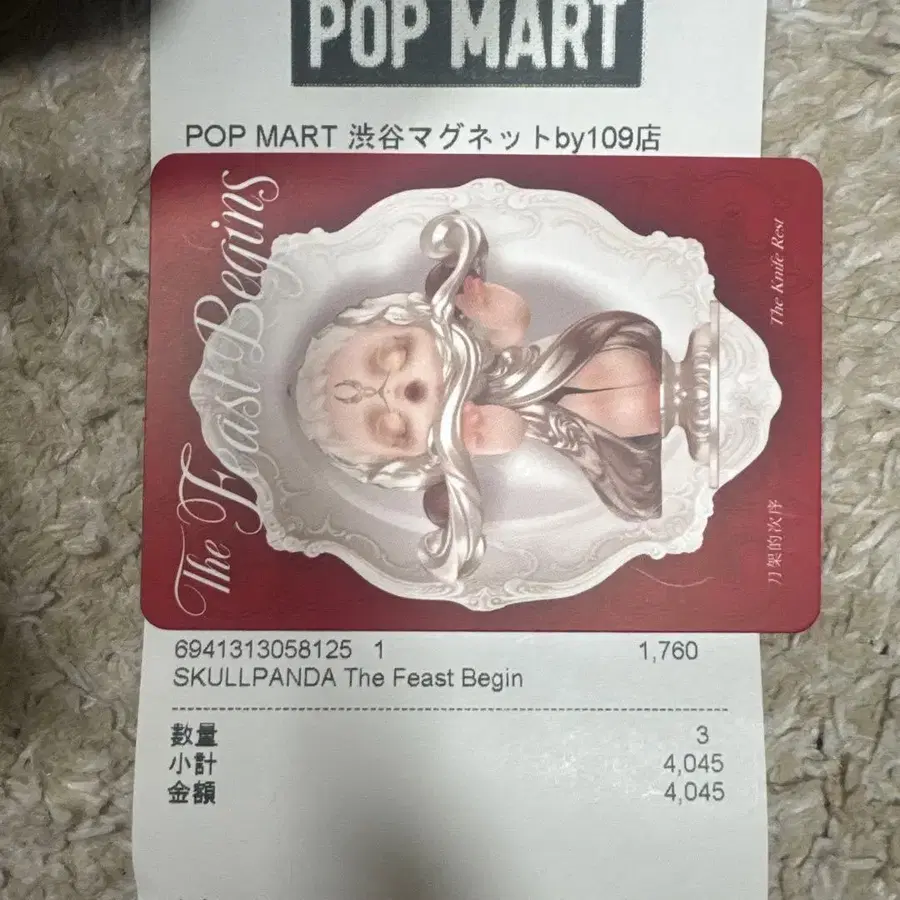 POP MART
POP MART 渋谷マグネットby109店
The Feast Begins
The Knife Rest
刀架的次序
6941313058125 1 1,760
SKULLPANDA The Feast Begin
数量 3
小計 4,045
金額 4,045